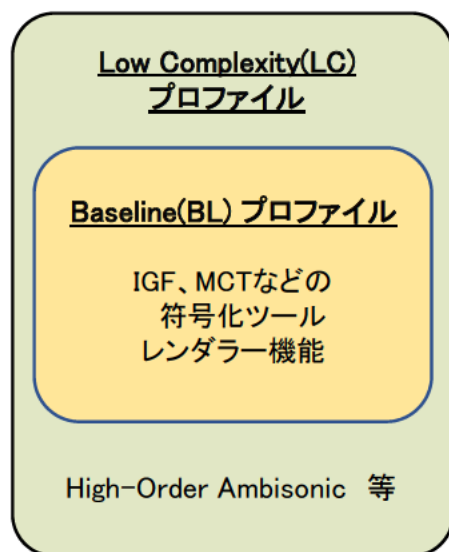 Low Complexity(LC)
プロファイル
Baseline(BL) プロファイル
IGF、MCTなどの
符号化ツール
レンダラー機能
High-Order Ambisonic 等